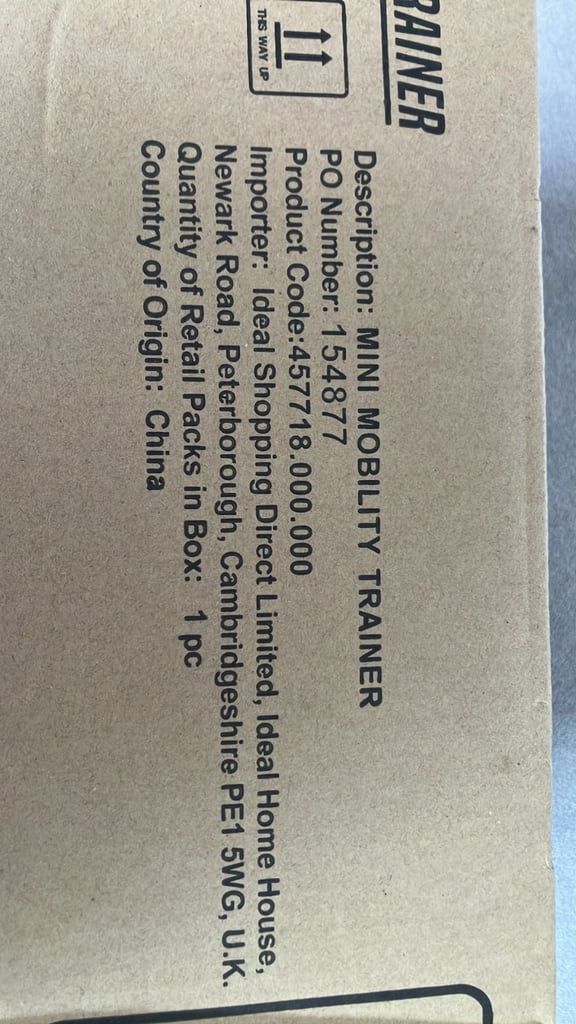 RAINER
THIS WAY UP
Description: MINI MOBILITY TRAINER
PO Number: 154877
Product Code:457718.000.000
Importer: Ideal Shopping Direct Limited, Ideal Home House,
Newark Road, Peterborough, Cambridgeshire PE1 5WG, U.K.
Quantity of Retail Packs in Box: 1 pc
Country of Origin: China